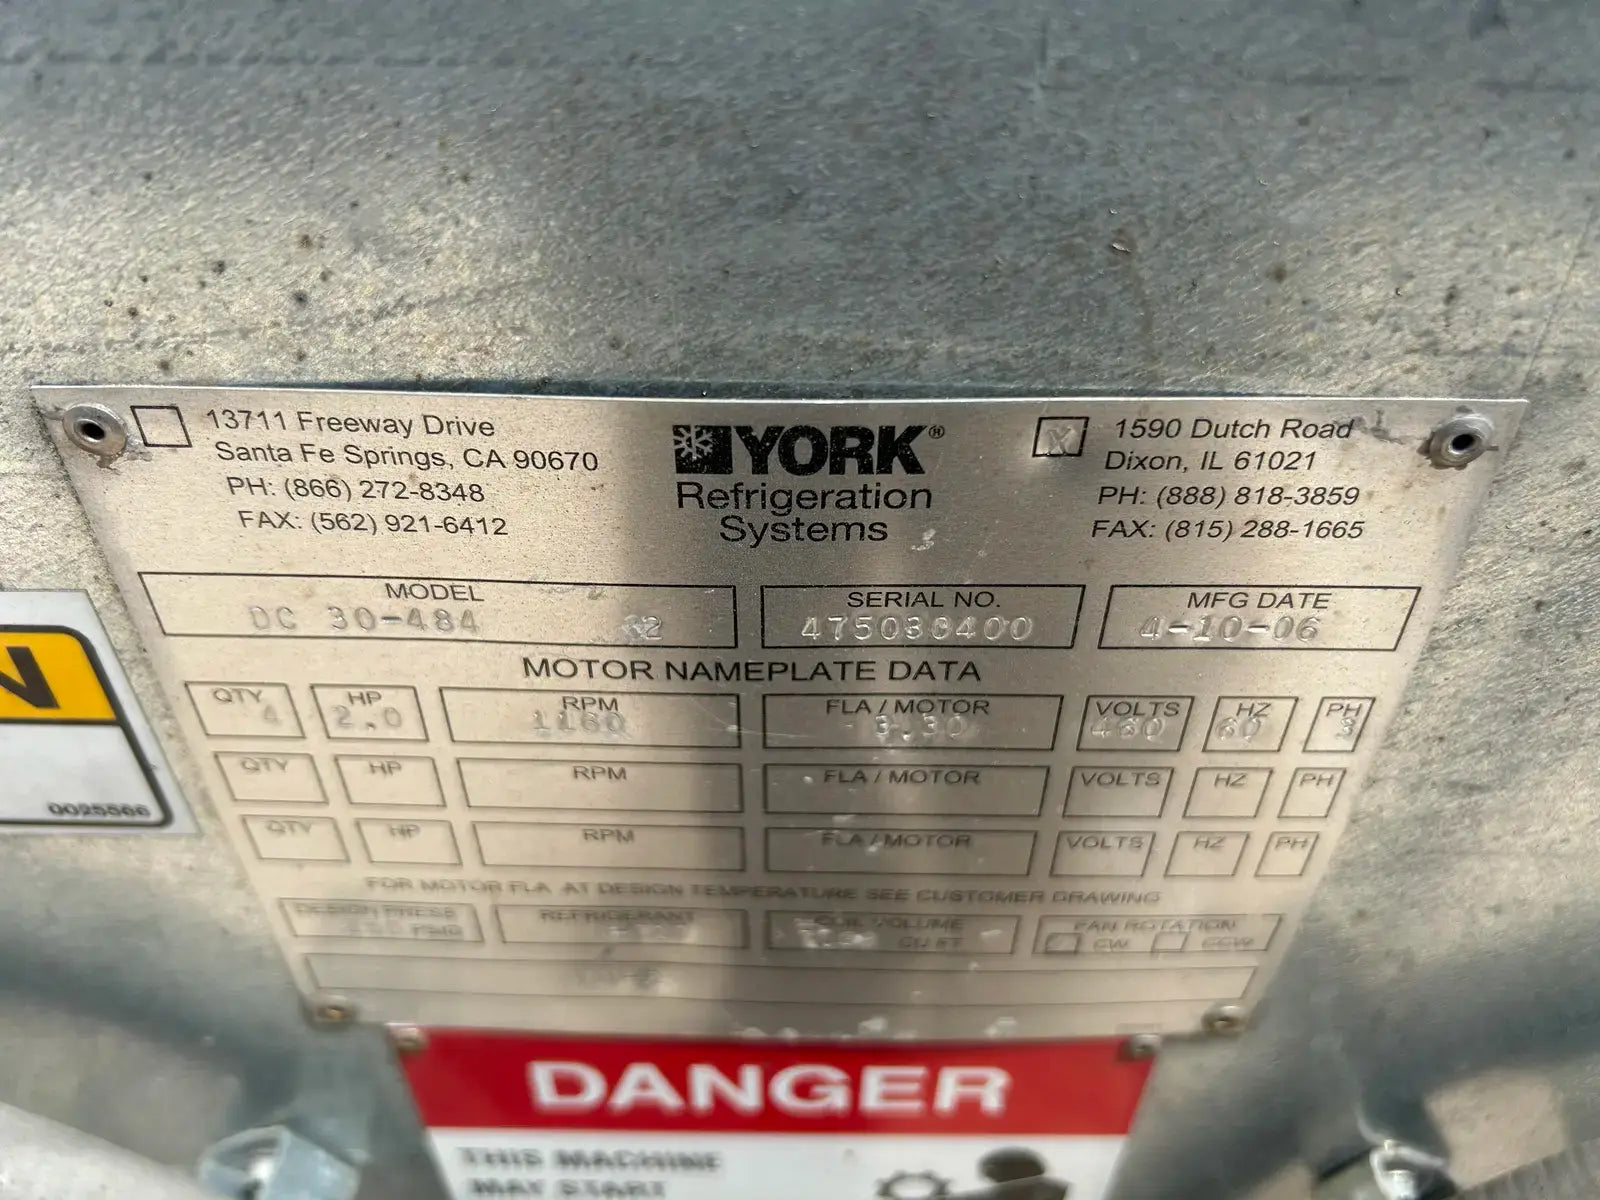 13711 Freeway Drive
Santa Fe Springs, CA 90670
PH: (866) 272-8348
FAX: (562) 921-6412
YORK®
Refrigeration
Systems
X
1590 Dutch Road
Dixon, IL 61021
PH: (888) 818-3859
FAX: (815) 288-1665
MODEL
DC 30-484
SERIAL NO.
MFG DATE
4-10-06
MOTOR NAMEPLATE DATA
QTY HP RPM FLA / MOTOR VOLTS HZ PH
4 2.0 1160 3.30 460 60 3
QTY HP RPM FLA / MOTOR VOLTS HZ PH
QTY HP RPM FLA / MOTOR VOLTS HZ PH
FOR MOTOR FLA AT DESIGN TEMPERATURE SEE CUSTOMER DRAWING
DESIGN PRESS REFRIGERANT COIL VOLUME FAN ROTATION
PSIG CU FT CW CCW
N
0025566
DANGER
THIS MACHINE
MAY START